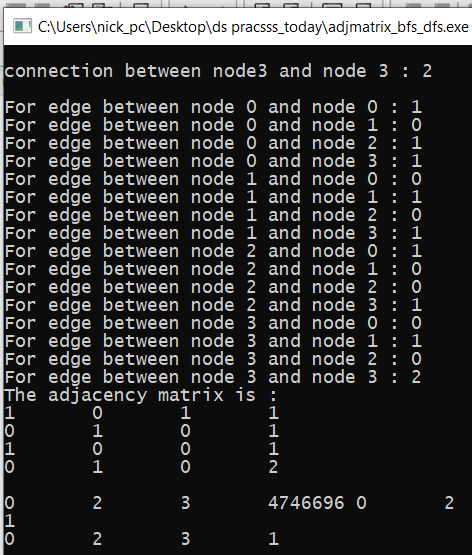 C:\Users\nick_pc\Desktop\ds pracsss_today\adjmatrix_bfs_dfs.exe
connection between node3 and node 3 : 2
For edge between node 0 and node 0 : 1
For edge between node 0 and node 1 : 0
For edge between node 0 and node 2 : 1
For edge between node 0 and node 3 : 1
For edge between node 1 and node 0 : 0
For edge between node 1 and node 1 : 1
For edge between node 1 and node 2 : 0
For edge between node 1 and node 3 : 1
For edge between node 2 and node 0 : 1
For edge between node 2 and node 1 : 0
For edge between node 2 and node 2 : 0
For edge between node 2 and node 3 : 1
For edge between node 3 and node 0 : 0
For edge between node 3 and node 1 : 1
For edge between node 3 and node 2 : 0
For edge between node 3 and node 3 : 2
The adjacency matrix is :
1 0 1 1
0 1 0 1
1 0 0 1
0 1 0 2
0 2 3 4746696 0 2
1
0 2 3 1